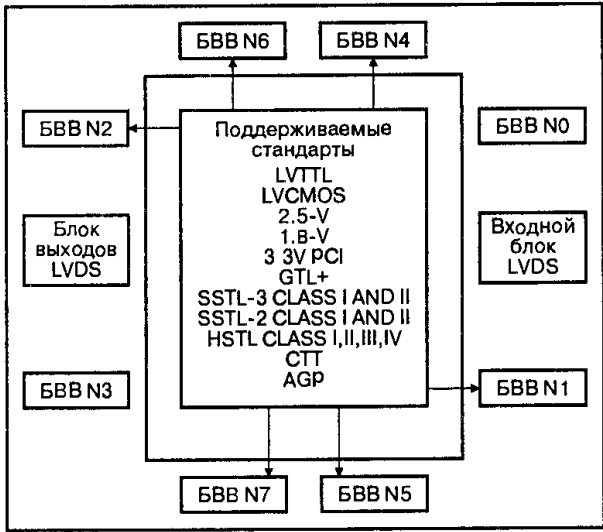 БВВ N6
БВВ N4
БВВ N2
БВВ N0
Поддерживаемые
стандарты
LVTTL
LVCMOS
2.5-V
1.8-V
3 3V PCI
GTL+
SSTL-3 CLASS I AND II
SSTL-2 CLASS I AND II
HSTL CLASS I,II,III,IV
CTT
AGP
Блок
выходов
LVDS
Входной
блок
LVDS
БВВ N3
БВВ N1
БВВ N7
БВВ N5